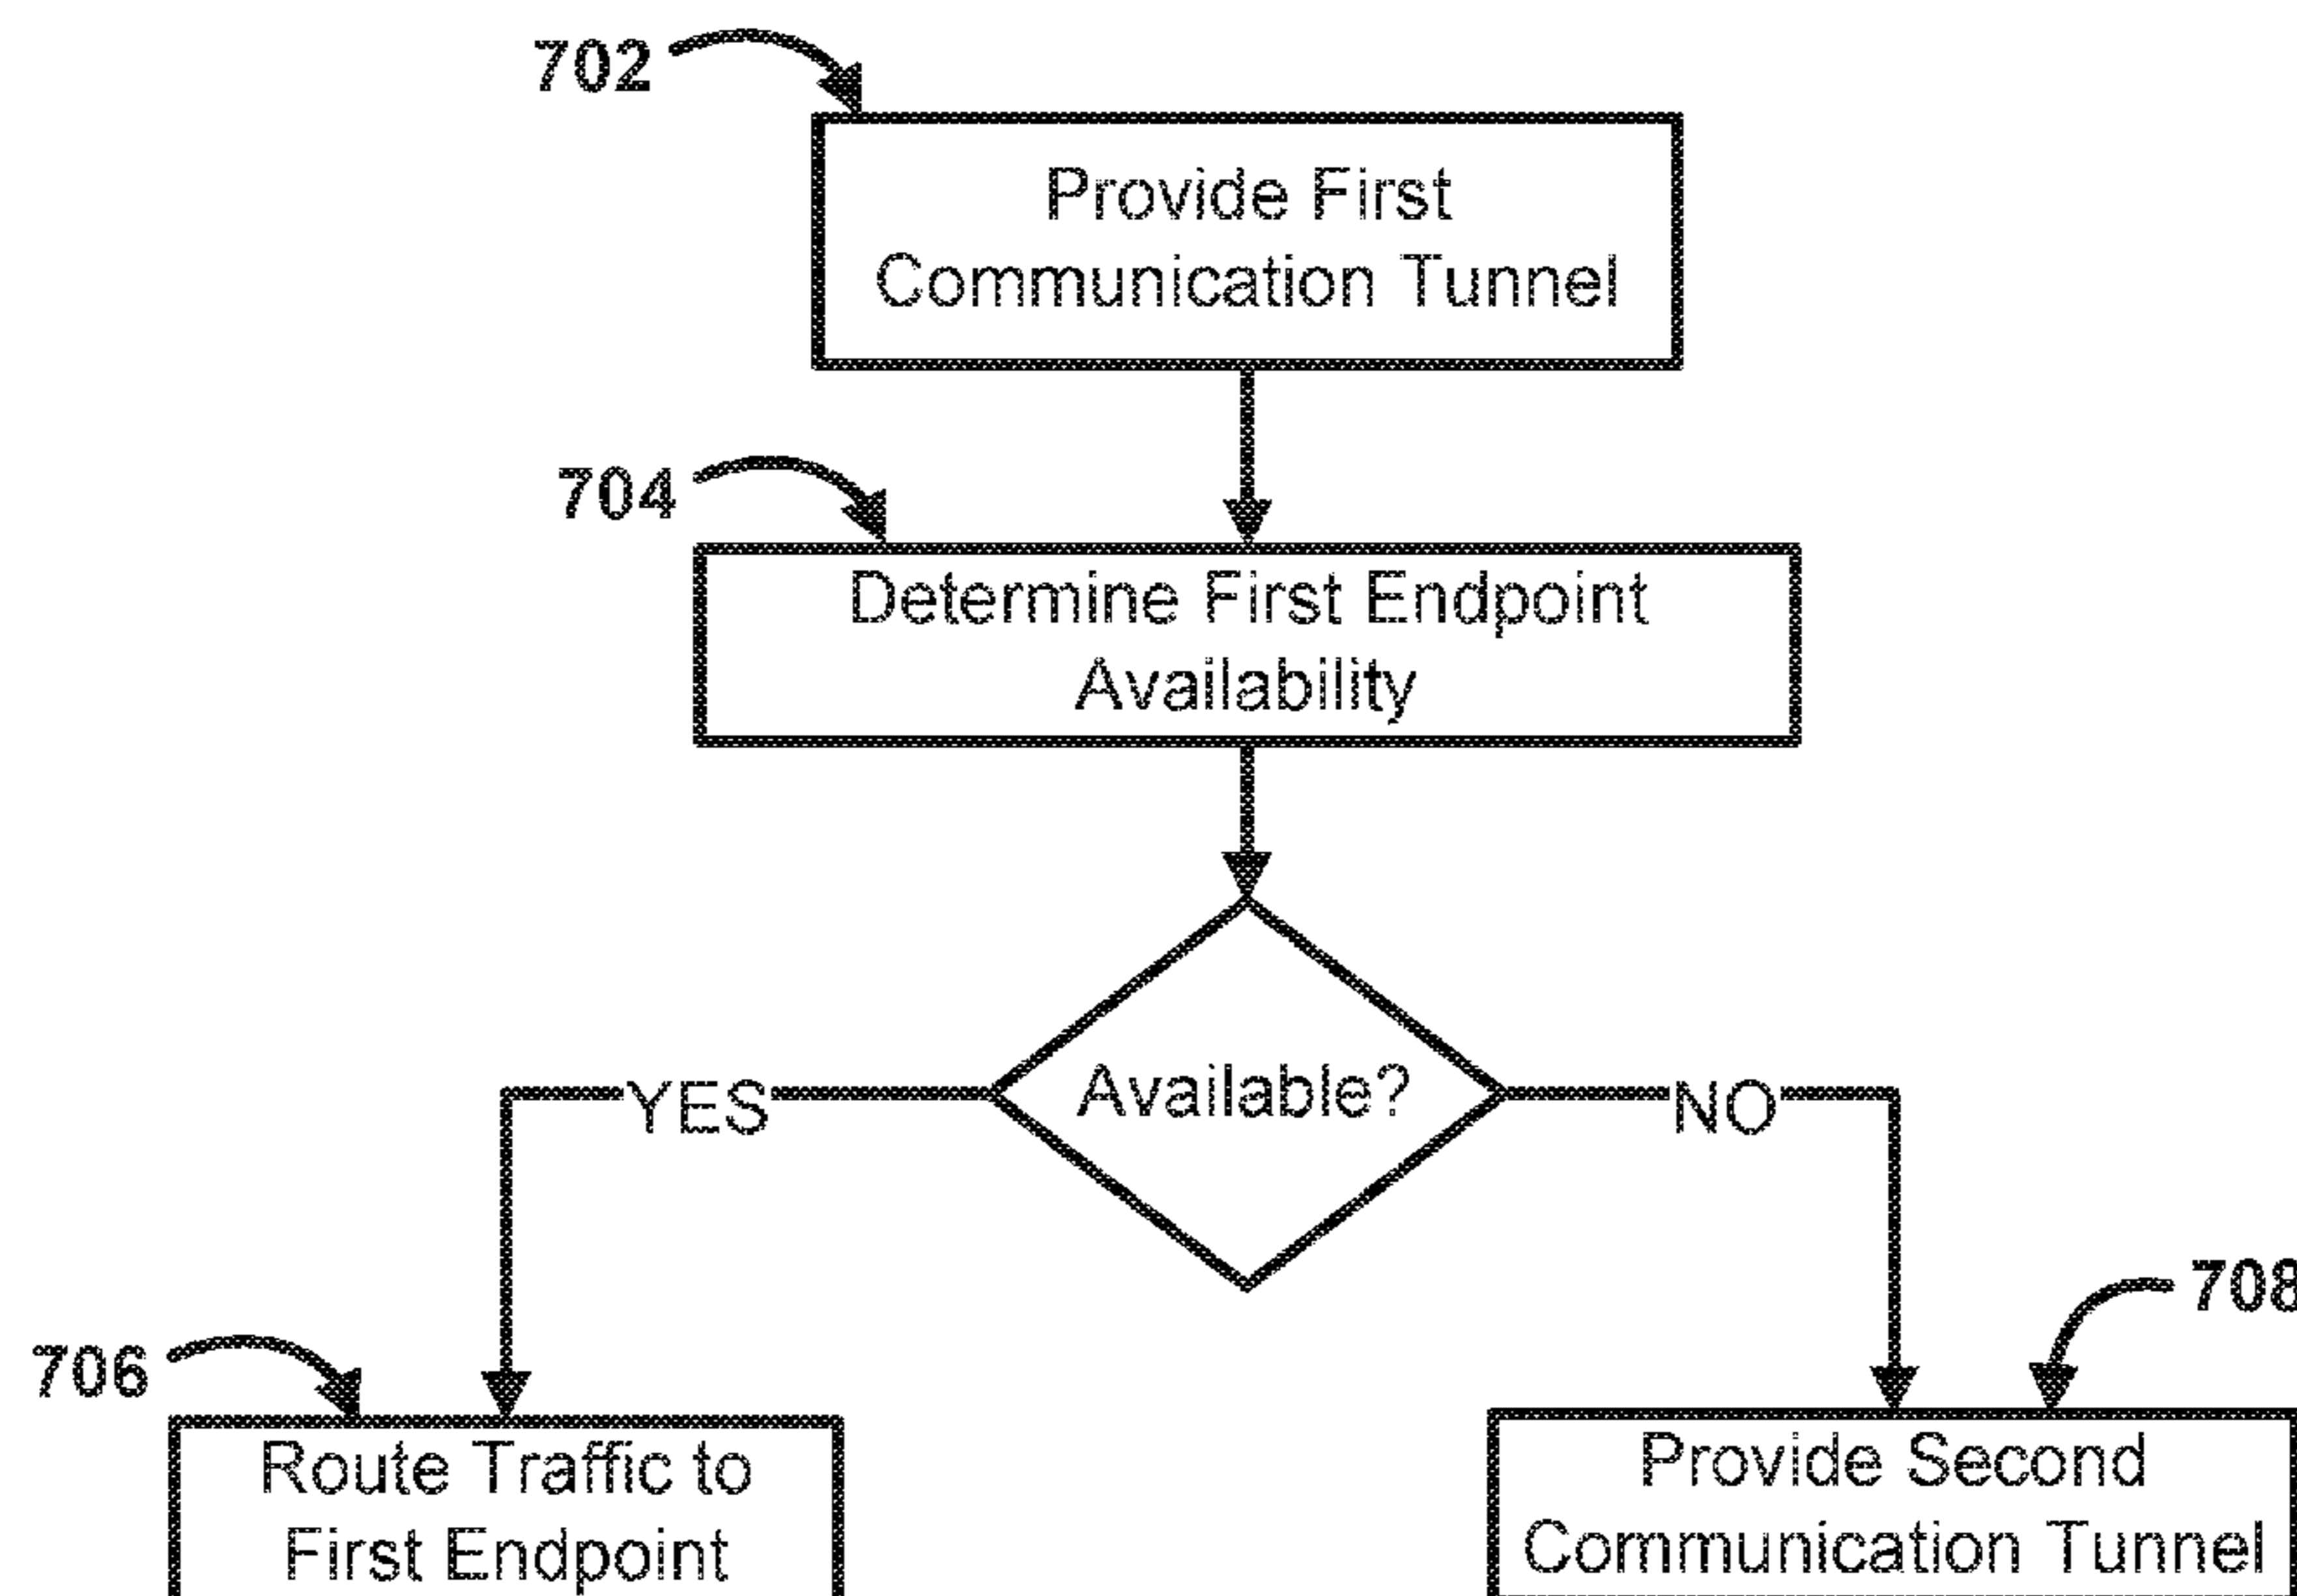 702
Provide First
Communication Tunnel
704
Determine First Endpoint
Availability
Available?
YES
NO
706
708
Route Traffic to
First Endpoint
Provide Second
Communication Tunnel